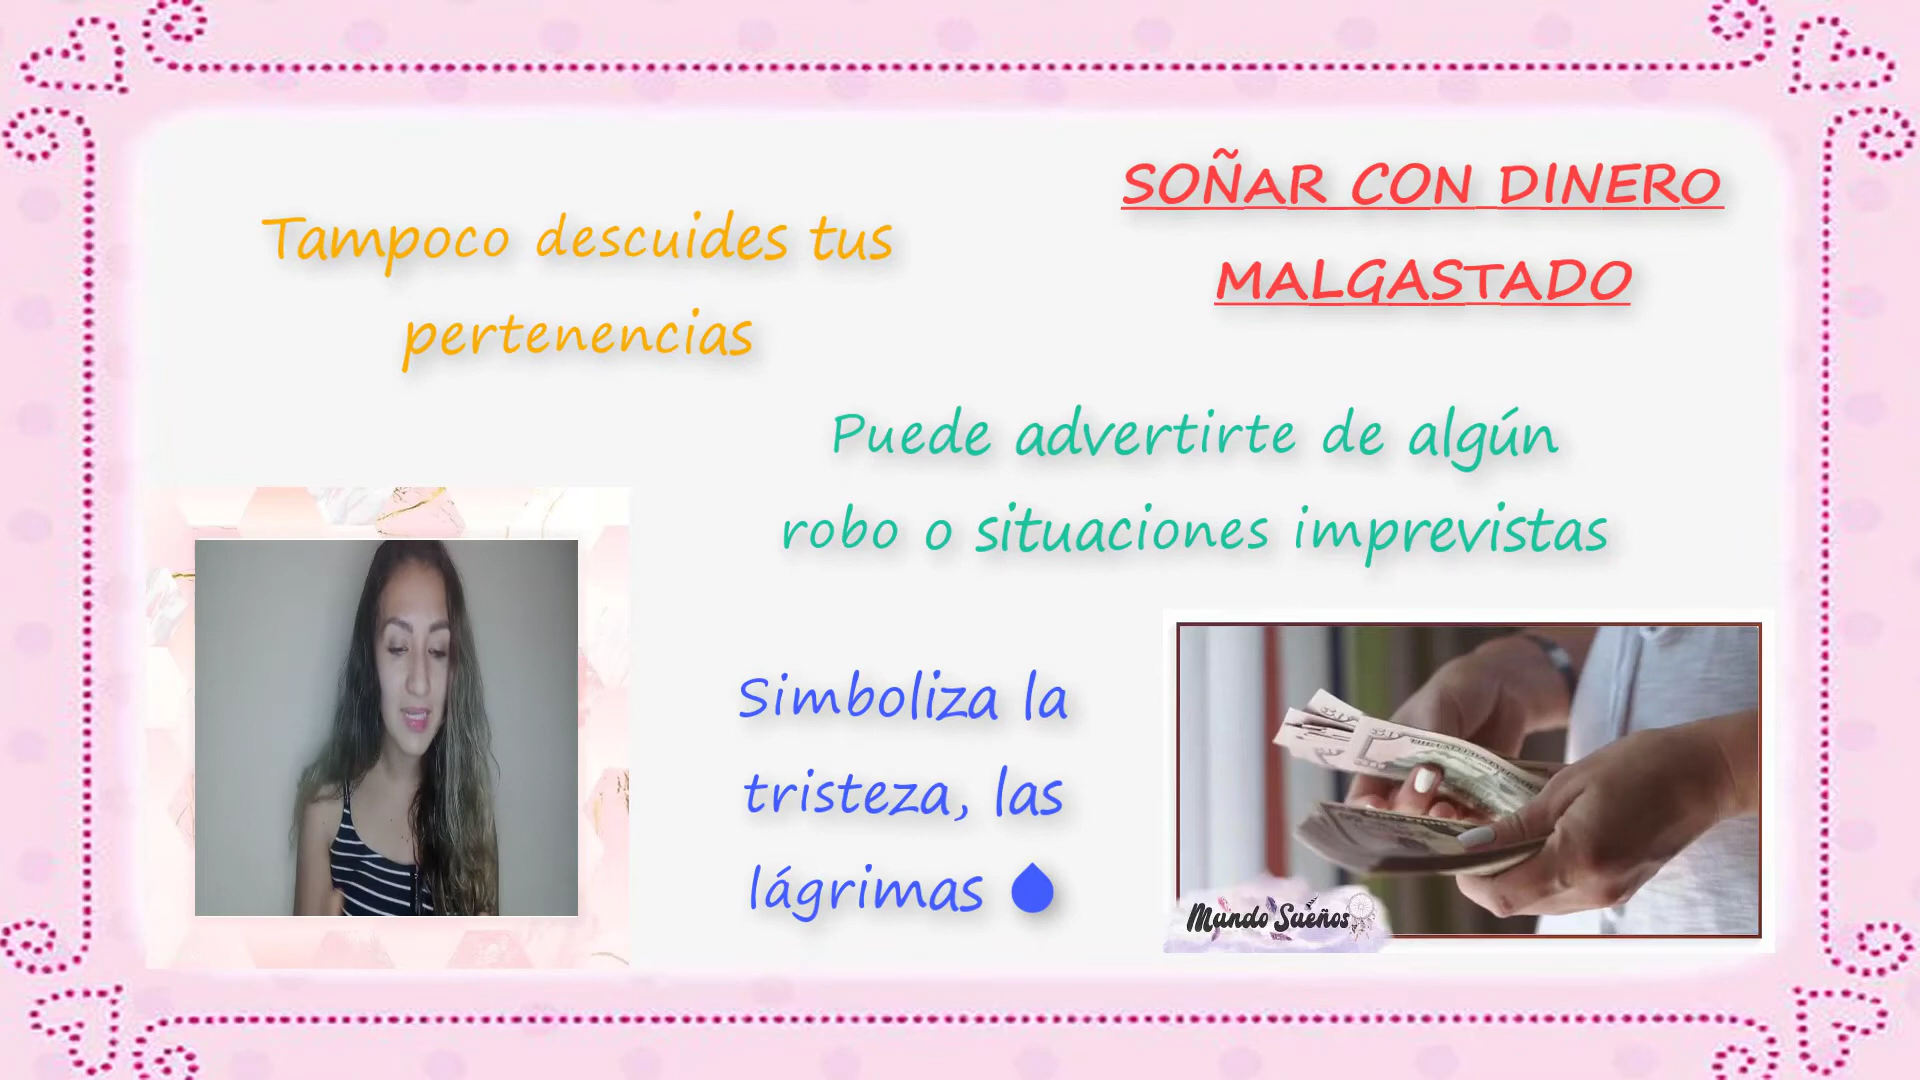 SOÑAR CON DINERO
MALGASTADO
Tampoco descuides tus
pertenencias
Puede advertirte de algún
robo o situaciones imprevistas
Simboliza la
tristeza, las
lágrimas
Mundo Sueños